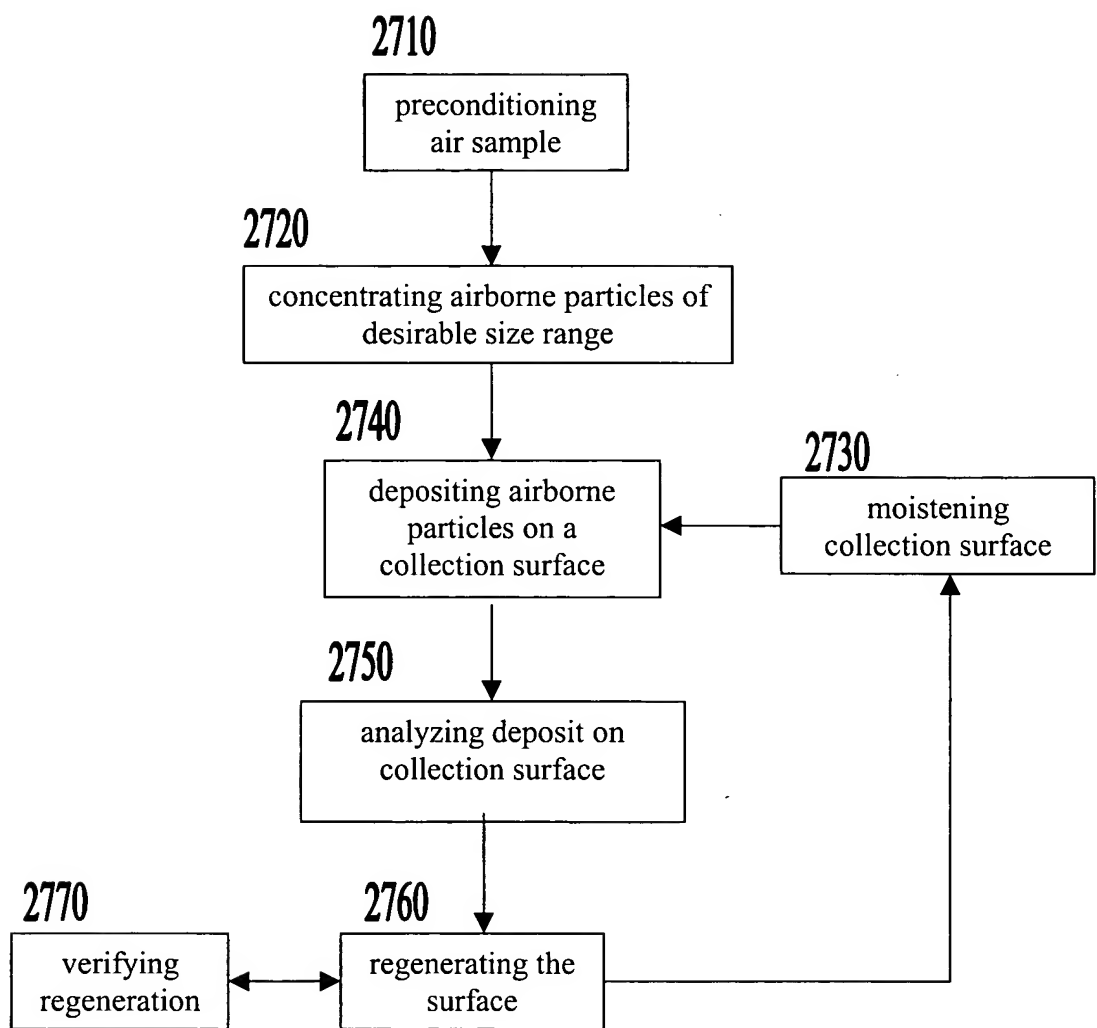 2710
preconditioning
air sample
2720
concentrating airborne particles of
desirable size range
2740
depositing airborne
particles on a
collection surface
2730
moistening
collection surface
2750
analyzing deposit on
collection surface
2770
verifying
regeneration
2760
regenerating the
surface